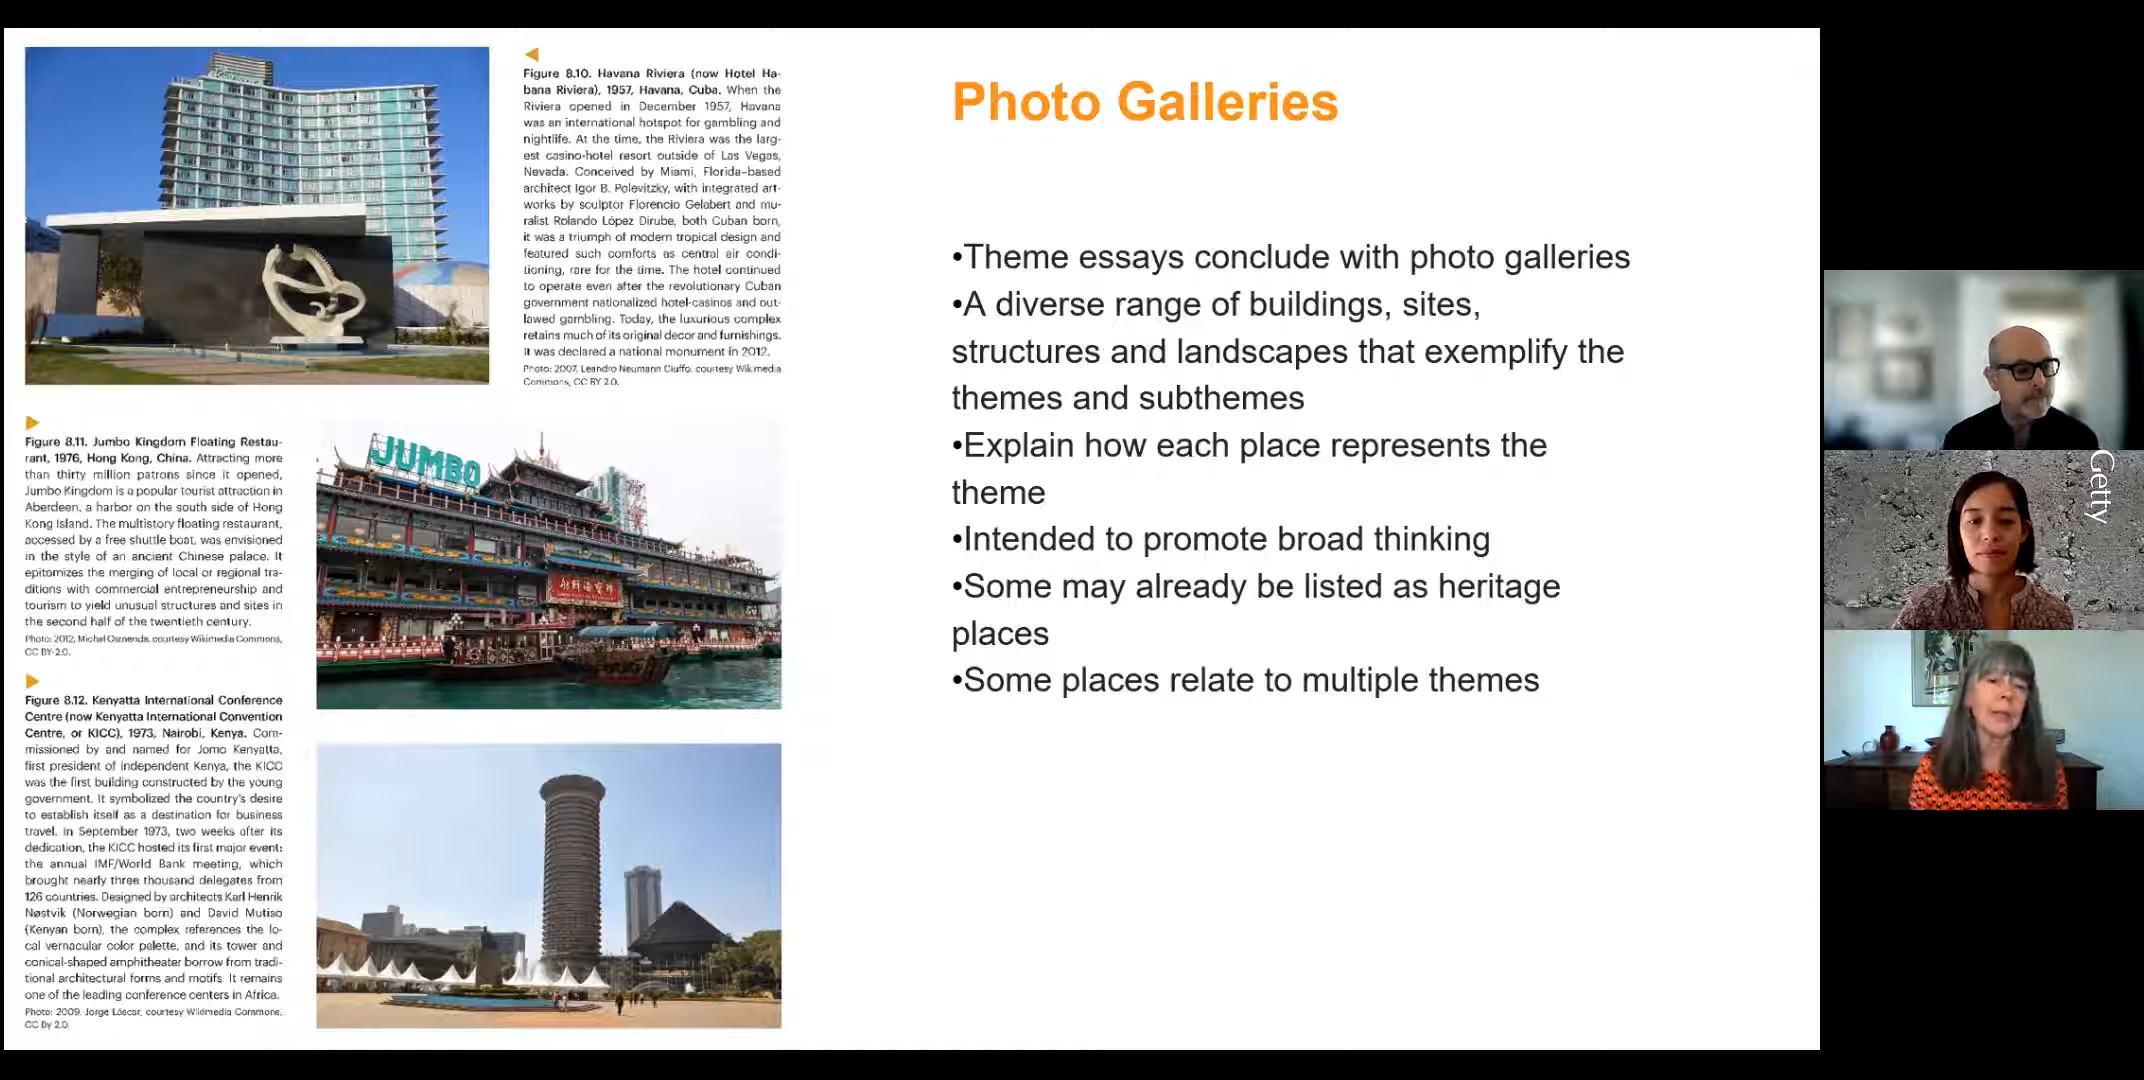 Figure 8.10. Havana Riviera (now Hotel Ha-
bana Riviera), 1957, Havana, Cuba. When the
Riviera opened in December 1957, Havana
was an international hotspot for gambling and
nightlife. At the time, the Riviera was the larg-
est casino-hotel resort outside of Las Vegas,
Nevada. Conceived by Miami, Florida–based
architect Igor B. Polevitzky, with integrated art-
works by sculptor Florencio Gelabert and mu-
ralist Rolando López Dirube, both Cuban born,
it was a triumph of modern tropical design and
featured such comforts as central air condi-
tioning, rare for the time. The hotel continued
to operate even after the revolutionary Cuban
government nationalized hotel-casinos and out-
lawed gambling. Today, the luxurious complex
retains much of its original decor and furnishings.
It was declared a national monument in 2012.
Photo: 2007, Leandro Neumann Ciuffo, courtesy Wikimedia
Commons, CC BY 2.0.
Figure 8.11. Jumbo Kingdom Floating Restau-
rant, 1976, Hong Kong, China. Attracting more
than thirty million patrons since it opened,
Jumbo Kingdom is a popular tourist attraction in
Aberdeen, a harbor on the south side of Hong
Kong Island. The multistory floating restaurant,
accessed by a free shuttle boat, was envisioned
in the style of an ancient Chinese palace. It
epitomizes the merging of local or regional tra-
ditions with commercial entrepreneurship and
tourism to yield unusual structures and sites in
the second half of the twentieth century.
Photo: 2012, Michel courtesy Wikimedia Commons,
CC BY-2.0.
JUMBO
Figure 8.12. Kenyatta International Conference
Centre (now Kenyatta International Convention
Centre, or KICC), 1973, Nairobi, Kenya. Com-
missioned by and named for Jomo Kenyatta,
first president of independent Kenya, the KICC
was the first building constructed by the young
government. It symbolized the country's desire
to establish itself as a destination for business
travel. In September 1973, two weeks after its
dedication, the KICC hosted its first major event:
the annual IMF/World Bank meeting, which
brought nearly three thousand delegates from
126 countries. Designed by architects Karl Henrik
Nøstvik (Norwegian born) and David Mutiso
(Kenyan born), the complex references the lo-
cal vernacular color palette, and its tower and
conical-shaped amphitheater borrow from tradi-
tional architectural forms and motifs. It remains
one of the leading conference centers in Africa.
Photo: 2009, Jorge Láscar, courtesy Wikimedia Commons,
CC By 2.0.
Photo Galleries
•Theme essays conclude with photo galleries
•A diverse range of buildings, sites,
structures and landscapes that exemplify the
themes and subthemes
•Explain how each place represents the
theme
•Intended to promote broad thinking
•Some may already be listed as heritage
places
•Some places relate to multiple themes
Getty